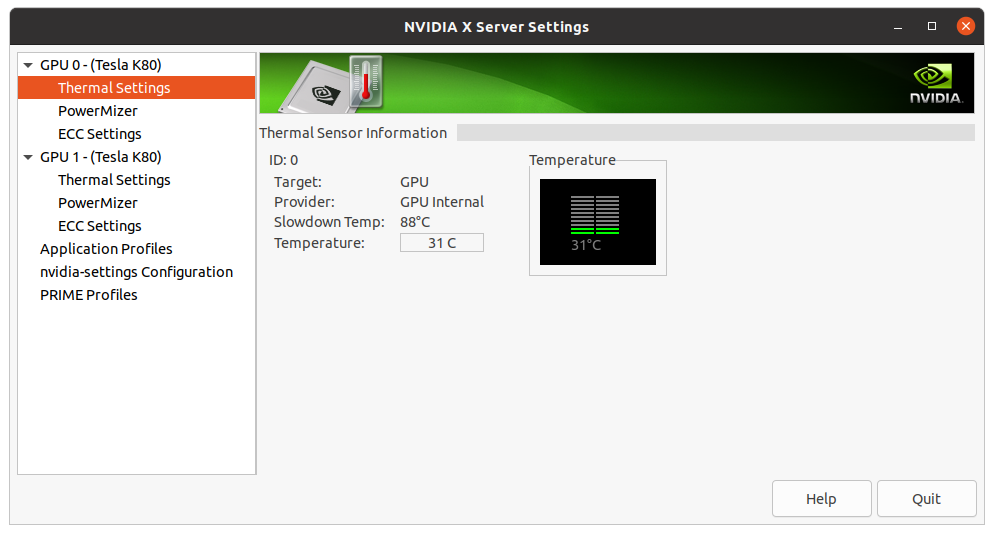 NVIDIA X Server Settings
GPU 0 - (Tesla K80)
Thermal Settings
PowerMizer
ECC Settings
GPU 1 - (Tesla K80)
Thermal Settings
PowerMizer
ECC Settings
Application Profiles
nvidia-settings Configuration
PRIME Profiles
NVIDIA.
Thermal Sensor Information
ID: 0
Target: GPU
Provider: GPU Internal
Slowdown Temp: 88°C
Temperature: 31 C
Temperature
31°C
Help
Quit